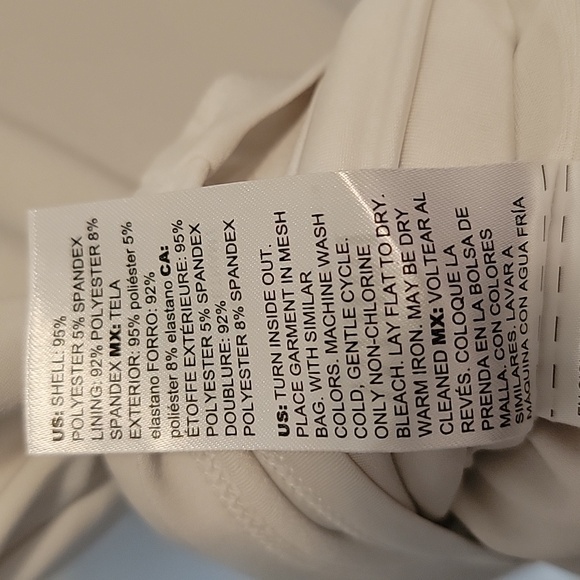 US: SHELL: 95%
POLYESTER 5% SPANDEX
LINING: 92% POLYESTER 8%
SPANDEX MX: TELA
EXTERIOR: 95% poliéster 5%
elastano FORRO: 92%
poliéster 8% elastano CA:
ÉTOFFE EXTÉRIEURE: 95%
POLYESTER 5% SPANDEX
DOUBLURE: 92%
POLYESTER 8% SPANDEX
US: TURN INSIDE OUT.
PLACE GARMENT IN MESH
BAG. WITH SIMILAR
COLORS. MACHINE WASH
COLD, GENTLE CYCLE.
ONLY NON-CHLORINE
BLEACH. LAY FLAT TO DRY.
WARM IRON. MAY BE DRY
CLEANED MX: VOLTEAR AL
REVÉS. COLOQUE LA
PRENDA EN LA BOLSA DE
MALLA. CON COLORES
SIMILARES. LAVAR A
MÁQUINA CON AGUA FRÍA